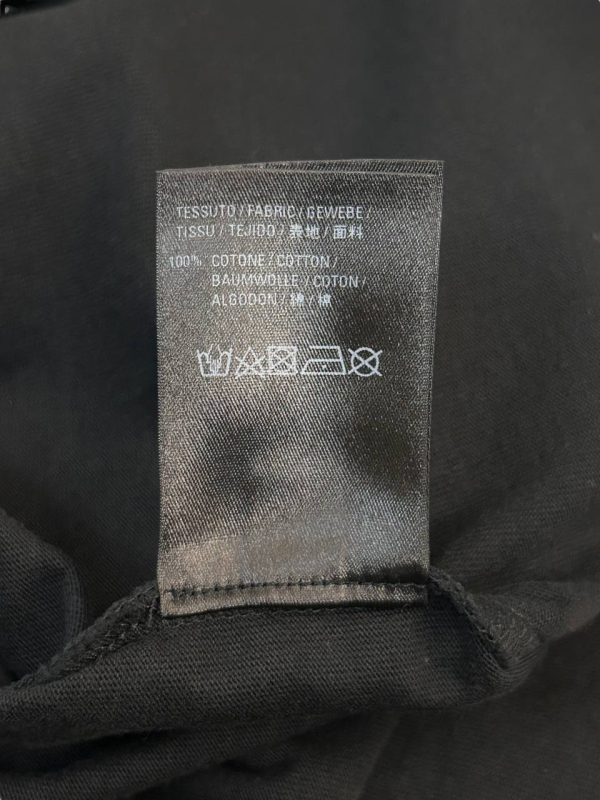 TESSUTO / FABRIC / GEWEBE /
TISSU / TEJIDO / 表地 / 面料
100% COTONE / COTTON /
BAUMWOLLE / COTON /
ALGODON / 綿 / 棉